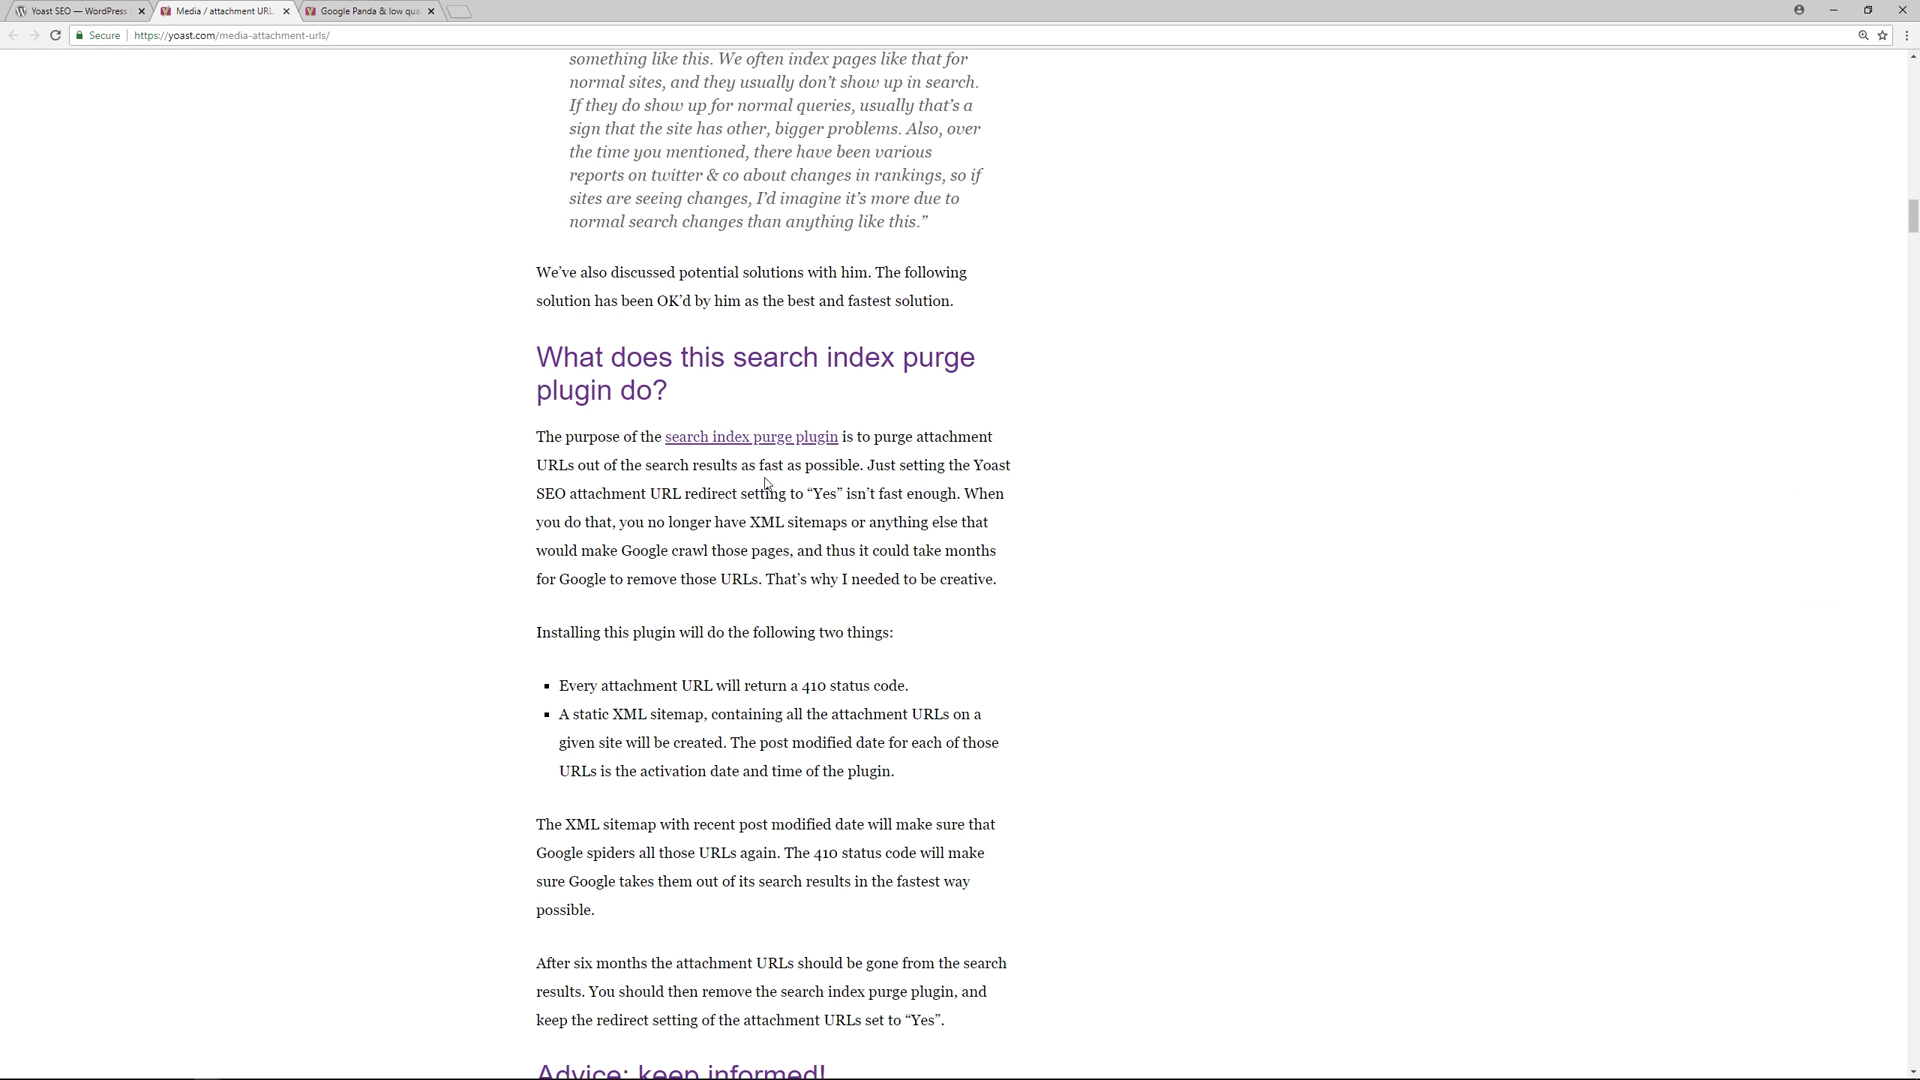 Yoast SEO — WordPress
Media / attachment URL
Google Panda & low qua
Secure
https://yoast.com/media-attachment-urls/
something like this. We often index pages like that for
normal sites, and they usually don’t show up in search.
If they do show up for normal queries, usually that’s a
sign that the site has other, bigger problems. Also, over
the time you mentioned, there have been various
reports on twitter & co about changes in rankings, so if
sites are seeing changes, I’d imagine it’s more due to
normal search changes than anything like this.”
We’ve also discussed potential solutions with him. The following
solution has been OK’d by him as the best and fastest solution.
What does this search index purge
plugin do?
The purpose of the search index purge plugin is to purge attachment
URLs out of the search results as fast as possible. Just setting the Yoast
SEO attachment URL redirect setting to “Yes” isn’t fast enough. When
you do that, you no longer have XML sitemaps or anything else that
would make Google crawl those pages, and thus it could take months
for Google to remove those URLs. That’s why I needed to be creative.
Installing this plugin will do the following two things:
▪ Every attachment URL will return a 410 status code.
▪ A static XML sitemap, containing all the attachment URLs on a
given site will be created. The post modified date for each of those
URLs is the activation date and time of the plugin.
The XML sitemap with recent post modified date will make sure that
Google spiders all those URLs again. The 410 status code will make
sure Google takes them out of its search results in the fastest way
possible.
After six months the attachment URLs should be gone from the search
results. You should then remove the search index purge plugin, and
keep the redirect setting of the attachment URLs set to “Yes”.
Advice: keep informed!